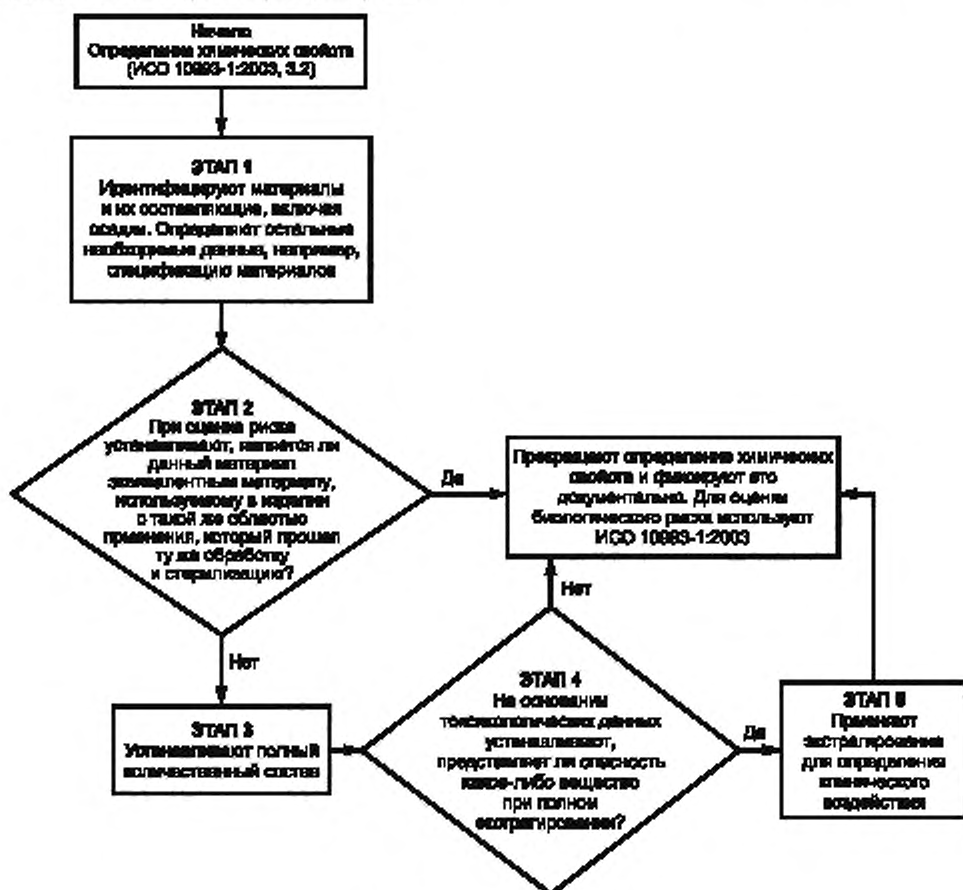 Начало
Определение химических свойств
(ИСО 10993-1:2003, 3.2)
ЭТАП 1
Идентифицируют материалы
и их составляющие, включая
осадки. Определяют остальные
необходимые данные, например,
спецификацию материалов
ЭТАП 2
При оценке риска
устанавливают, является ли
данный материал
эквивалентным материалу,
используемому в изделии
с такой же областью
применения, который прошел
ту же обработку
и стерилизацию?
Да
Прекращают определение химических
свойств и фиксируют это
документально. Для оценки
биологического риска используют
ИСО 10993-1:2003
Нет
Нет
ЭТАП 3
Устанавливают полный
количественный состав
ЭТАП 4
На основании
токсикологических данных
устанавливают,
представляет ли опасность
какое-либо вещество
при полном
экстрагировании?
Да
ЭТАП 5
Применяют
экстрагирование
для определения
клинического
воздействия